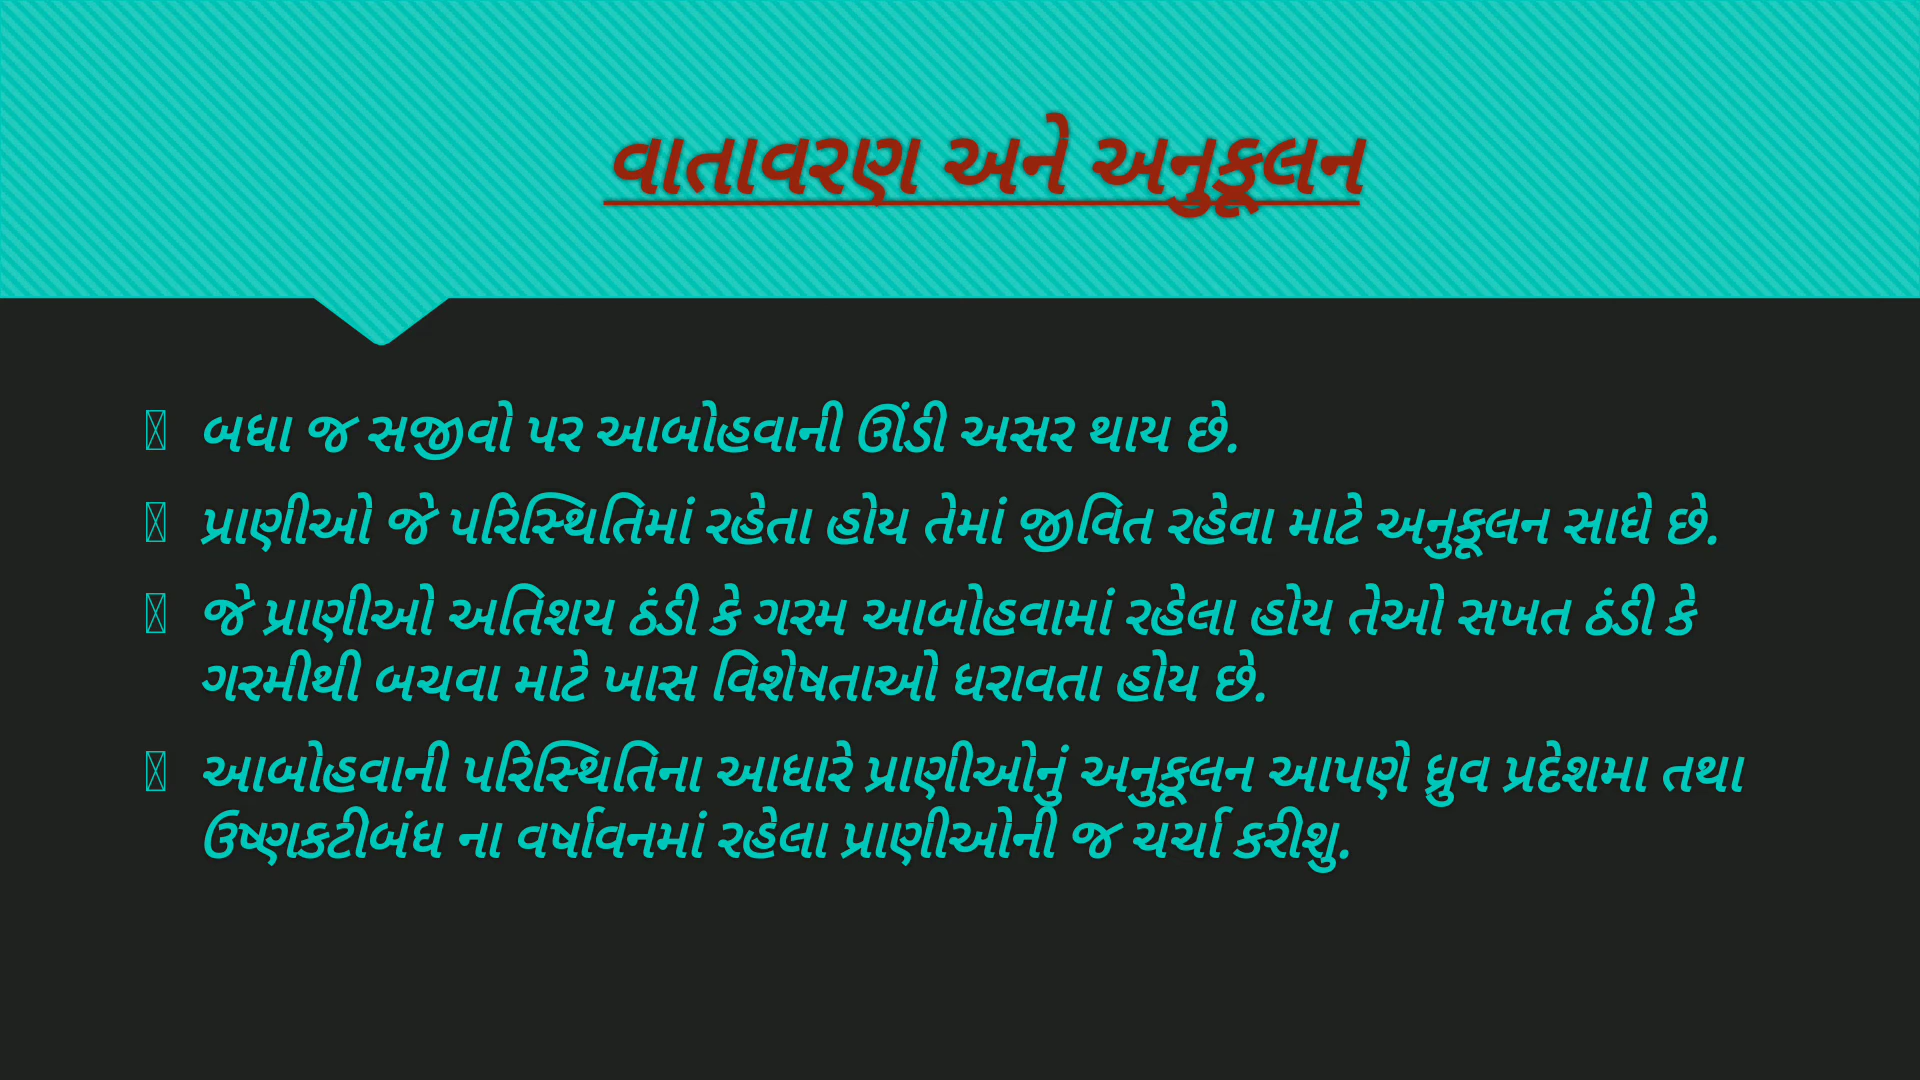 વાતાવરણ અને અનુકૂલન
બધા જ સજીવો પર આબોહવાની ઊંડી અસર થાય છે.
પ્રાણીઓ જે પરિસ્થિતિમાં રહેતા હોય તેમાં જીવિત રહેવા માટે અનુકૂલન સાધે છે.
જે પ્રાણીઓ અતિશય ઠંડી કે ગરમ આબોહવામાં રહેલા હોય તેઓ સખત ઠંડી કે
ગરમીથી બચવા માટે ખાસ વિશેષતાઓ ધરાવતા હોય છે.
આબોહવાની પરિસ્થિતિના આધારે પ્રાણીઓનું અનુકૂલન આપણે ધ્રુવ પ્રદેશમા તથા
ઉષ્ણકટીબંધ ના વર્ષાવનમાં રહેલા પ્રાણીઓની જ ચર્ચા કરીશુ.